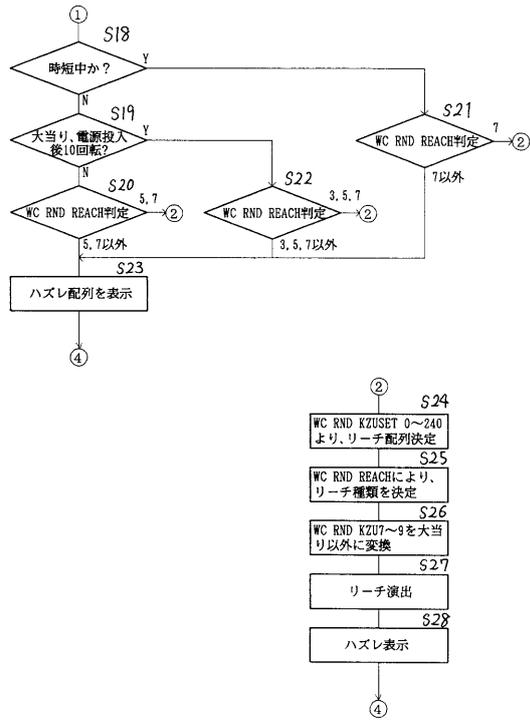 ①
S18
時短中か？
Y
N
S19
大当り、電源投入
後10回転？
Y
N
S21
WC RND REACH判定
7
②
7以外
S20
WC RND REACH判定
5,7
②
5,7以外
S22
WC RND REACH判定
3,5,7
②
3,5,7以外
S23
ハズレ配列を表示
④
②
S24
WC RND KZUSET 0～240
より、リーチ配列決定
S25
WC RND REACHにより、
リーチ種類を決定
S26
WC RND KZU7～9を大当
り以外に変換
S27
リーチ演出
S28
ハズレ表示
④